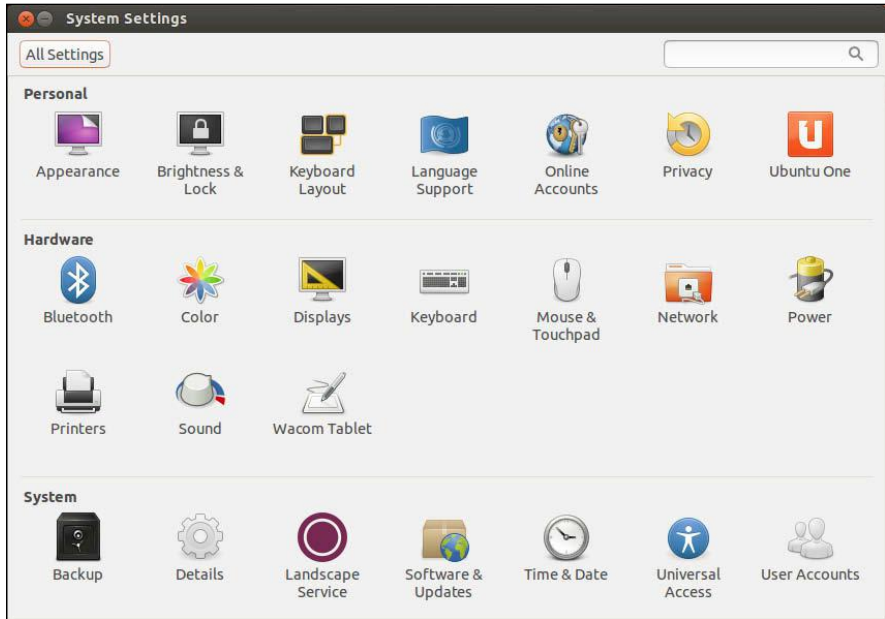 System Settings
All Settings
Personal
Appearance
Brightness &
Lock
Keyboard
Layout
Language
Support
Online
Accounts
Privacy
Ubuntu One
Hardware
Bluetooth
Color
Displays
Keyboard
Mouse &
Touchpad
Network
Power
Printers
Sound
Wacom Tablet
System
Backup
Details
Landscape
Service
Software &
Updates
Time & Date
Universal
Access
User Accounts